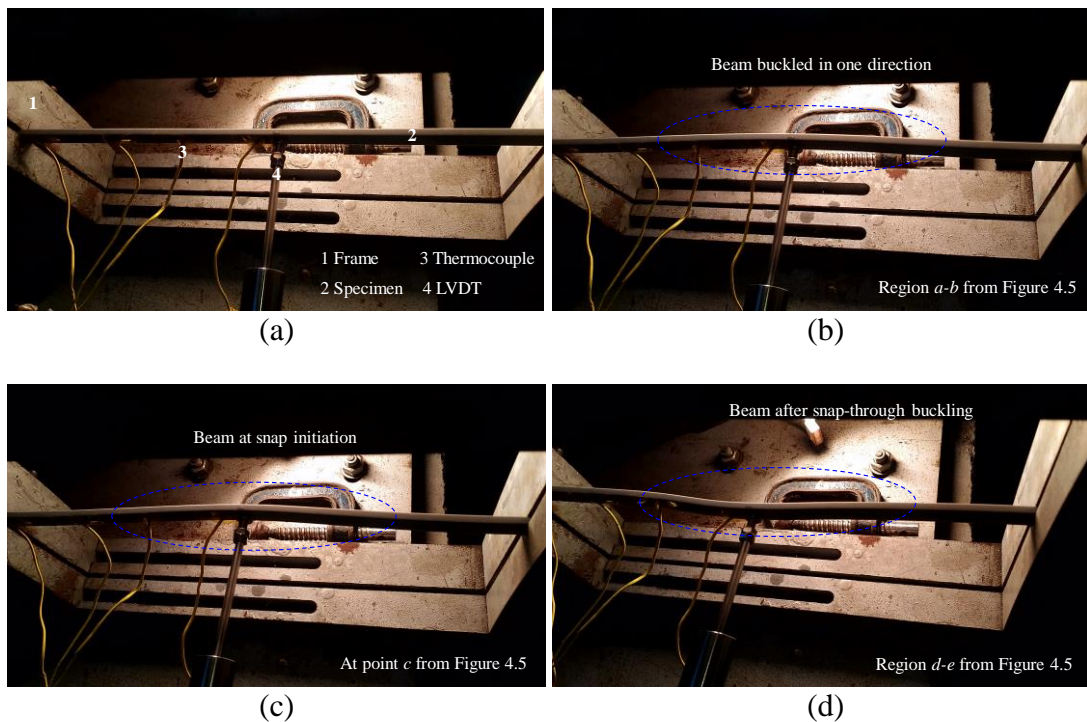 1
2
3
4
1 Frame 3 Thermocouple
2 Specimen 4 LVDT
(a)
Beam buckled in one direction
Region a-b from Figure 4.5
(b)
Beam at snap initiation
At point c from Figure 4.5
(c)
Beam after snap-through buckling
Region d-e from Figure 4.5
(d)